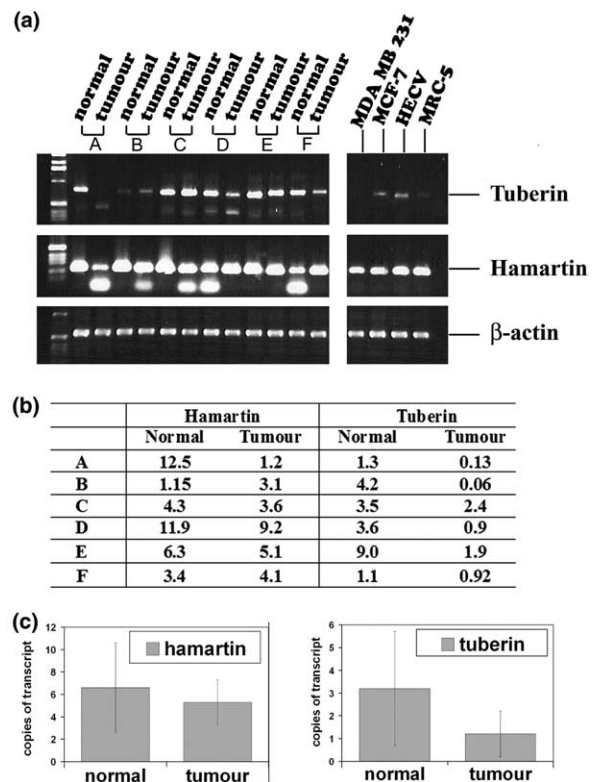 (a)
normal tumour normal tumour normal tumour normal tumour normal tumour normal tumour
MDA MB 231 MCF-7 HECV MRC-5
A B C D E F
Tuberin
Hamartin
β-actin
(b)
Hamartin Tuberin
Normal Tumour Normal Tumour
A 12.5 1.2 1.3 0.13
B 1.15 3.1 4.2 0.06
C 4.3 3.6 3.5 2.4
D 11.9 9.2 3.6 0.9
E 6.3 5.1 9.0 1.9
F 3.4 4.1 1.1 0.92
(c)
copies of transcript
12
10
8
6
4
2
0
hamartin
normal tumour
copies of transcript
6
5
4
3
2
1
0
tuberin
normal tumour